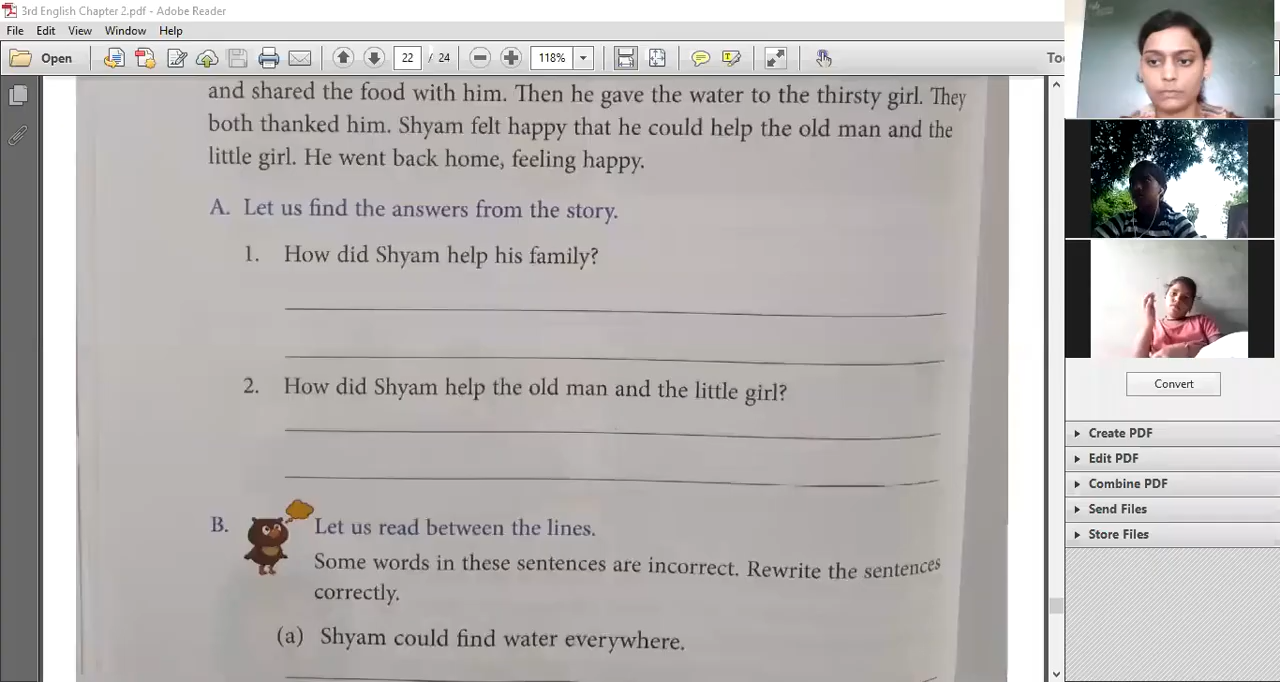 3rd English Chapter 2.pdf - Adobe Reader
File Edit View Window Help
Open 22 / 24 118%
and shared the food with him. Then he gave the water to the thirsty girl. They
both thanked him. Shyam felt happy that he could help the old man and the
little girl. He went back home, feeling happy.
A. Let us find the answers from the story.
1. How did Shyam help his family?
2. How did Shyam help the old man and the little girl?
B. Let us read between the lines.
Some words in these sentences are incorrect. Rewrite the sentences
correctly.
(a) Shyam could find water everywhere.
Convert
Create PDF
Edit PDF
Combine PDF
Send Files
Store Files